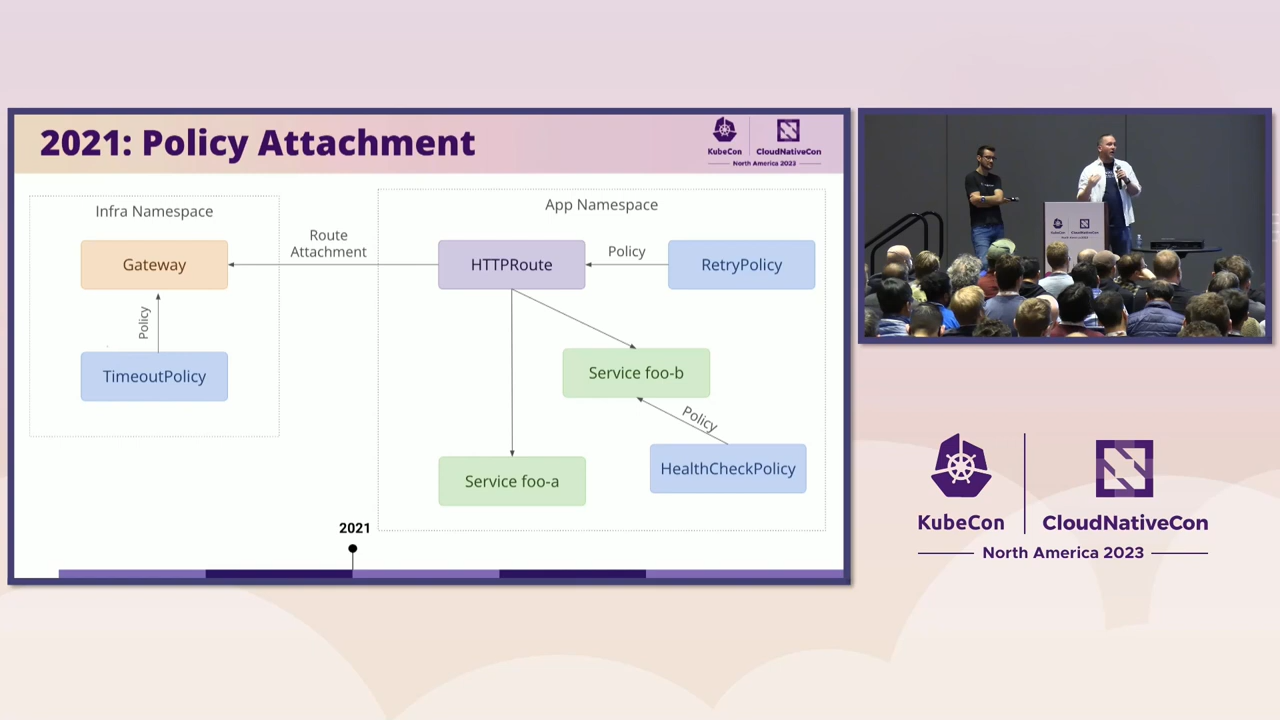 2021: Policy Attachment
KubeCon
CloudNativeCon
North America 2023
Infra Namespace
App Namespace
Route
Attachment
Gateway
HTTPRoute
Policy
RetryPolicy
Policy
TimeoutPolicy
Service foo-b
Policy
HealthCheckPolicy
Service foo-a
2021
KubeCon
CloudNativeCon
North America 2023